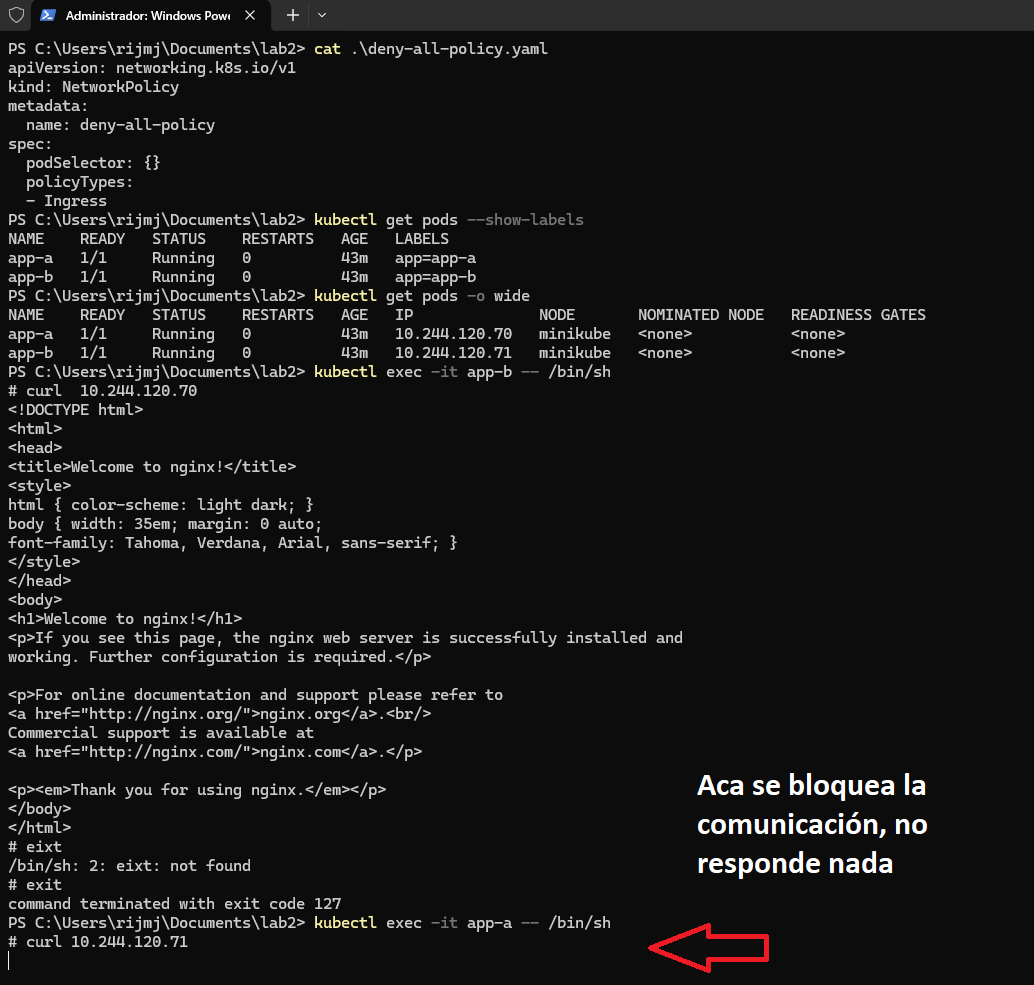 Administrador: Windows Powe
PS C:\Users\rijmj\Documents\lab2> cat .\deny-all-policy.yaml
apiVersion: networking.k8s.io/v1
kind: NetworkPolicy
metadata:
  name: deny-all-policy
spec:
  podSelector: {}
  policyTypes:
  - Ingress
PS C:\Users\rijmj\Documents\lab2> kubectl get pods --show-labels
NAME    READY   STATUS    RESTARTS   AGE   LABELS
app-a   1/1     Running   0          43m   app=app-a
app-b   1/1     Running   0          43m   app=app-b
PS C:\Users\rijmj\Documents\lab2> kubectl get pods -o wide
NAME    READY   STATUS    RESTARTS   AGE   IP              NODE       NOMINATED NODE   READINESS GATES
app-a   1/1     Running   0          43m   10.244.120.70   minikube   <none>           <none>
app-b   1/1     Running   0          43m   10.244.120.71   minikube   <none>           <none>
PS C:\Users\rijmj\Documents\lab2> kubectl exec -it app-b -- /bin/sh
# curl  10.244.120.70
<!DOCTYPE html>
<html>
<head>
<title>Welcome to nginx!</title>
<style>
html { color-scheme: light dark; }
body { width: 35em; margin: 0 auto;
font-family: Tahoma, Verdana, Arial, sans-serif; }
</style>
</head>
<body>
<h1>Welcome to nginx!</h1>
<p>If you see this page, the nginx web server is successfully installed and
working. Further configuration is required.</p>

<p>For online documentation and support please refer to
<a href="http://nginx.org/">nginx.org</a>.<br/>
Commercial support is available at
<a href="http://nginx.com/">nginx.com</a>.</p>

<p><em>Thank you for using nginx.</em></p>
</body>
</html>
# eixt
/bin/sh: 2: eixt: not found
# exit
command terminated with exit code 127
PS C:\Users\rijmj\Documents\lab2> kubectl exec -it app-a -- /bin/sh
# curl 10.244.120.71
Aca se bloquea la
comunicación, no
responde nada